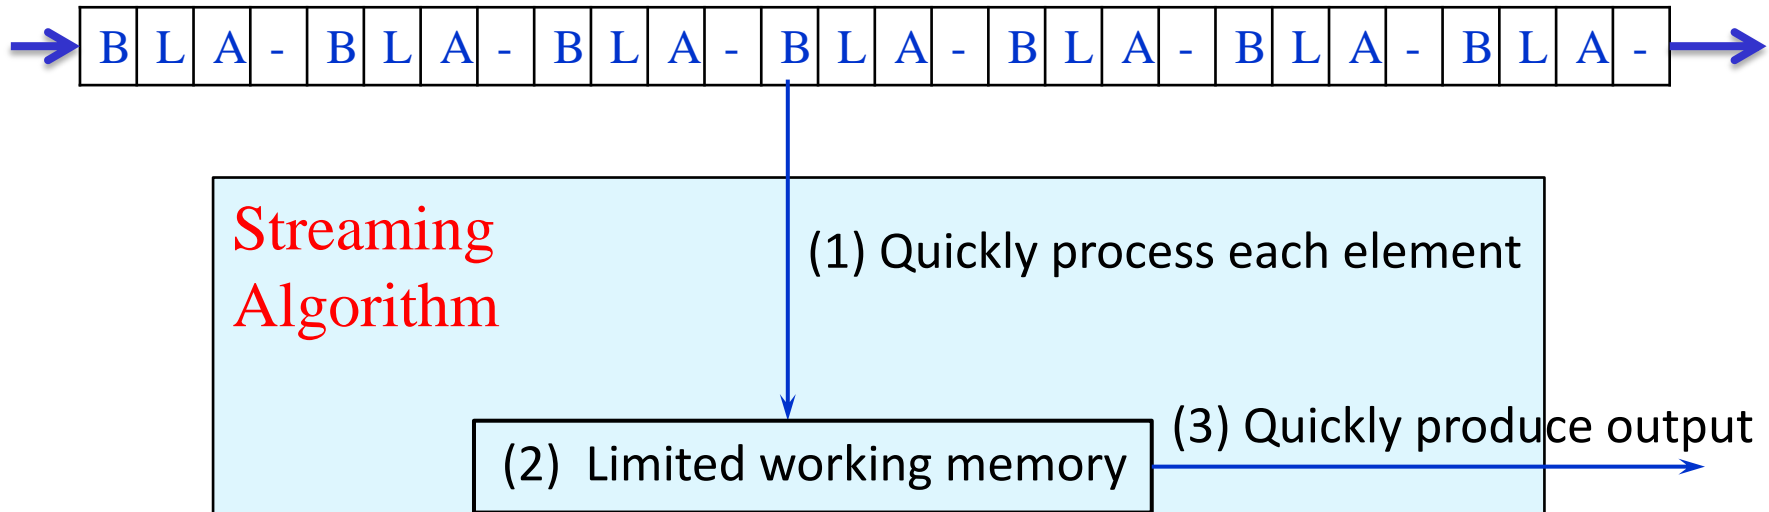 B L A - B L A - B L A - B L A - B L A - B L A - B L A -
Streaming
Algorithm
(1) Quickly process each element
(3) Quickly produce output
(2) Limited working memory